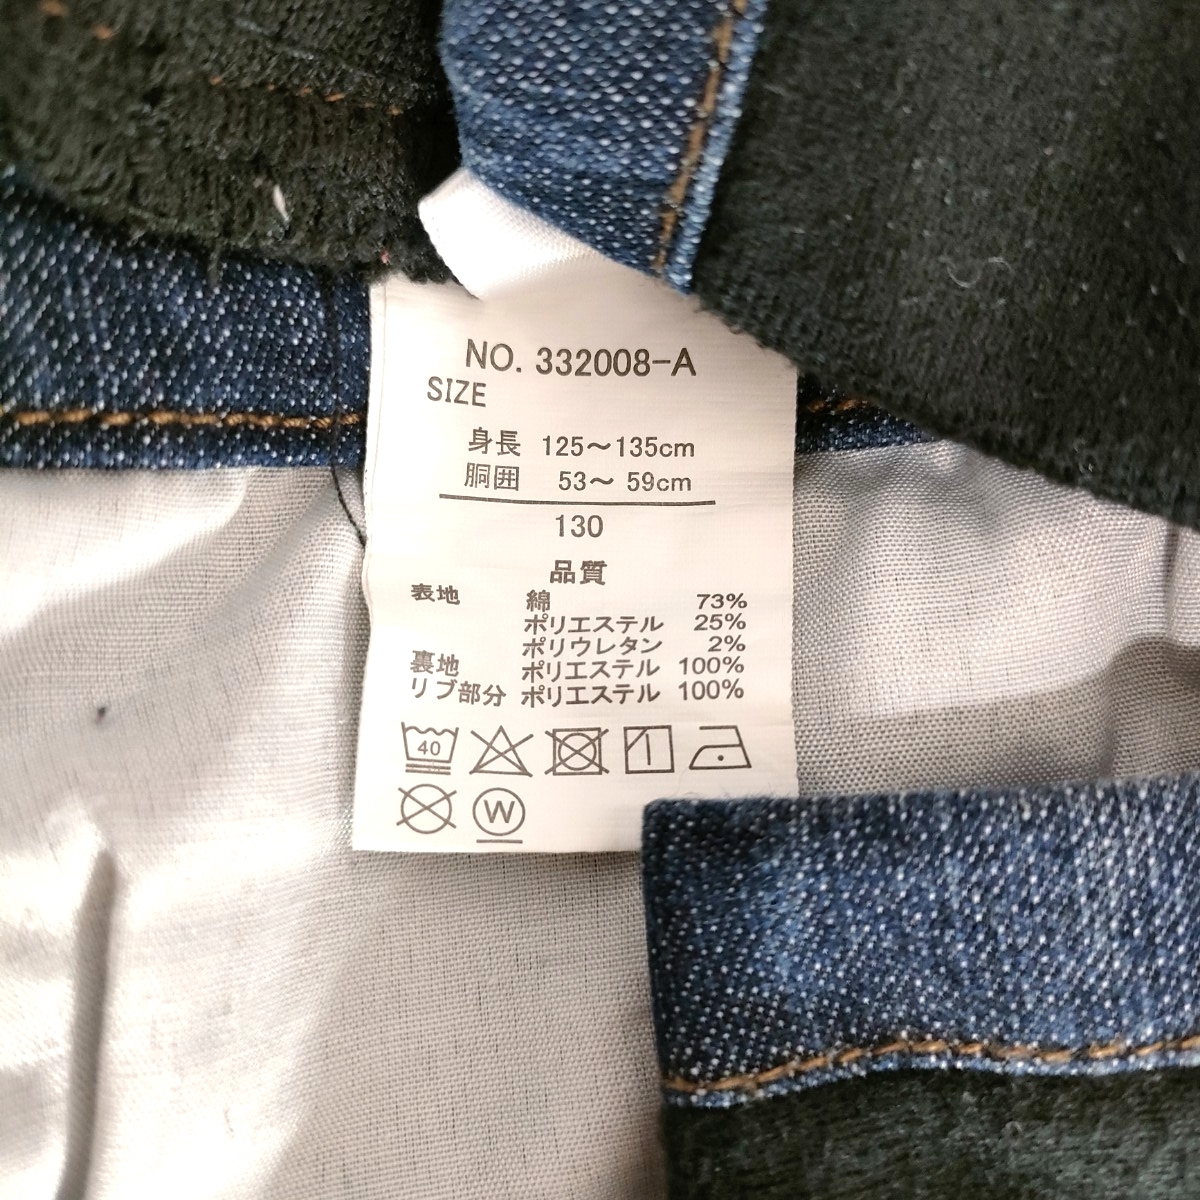 NO. 332008-A
SIZE
身長 125～135cm
胴囲 53～ 59cm
130
品質
表地 綿 73%
ポリエステル 25%
ポリウレタン 2%
裏地 ポリエステル 100%
リブ部分 ポリエステル 100%
40
W